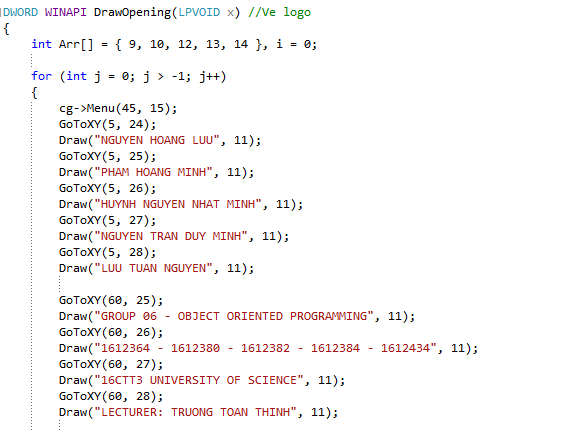 DWORD WINAPI DrawOpening(LPVOID x) //Ve logo
{
    int Arr[] = { 9, 10, 12, 13, 14 }, i = 0;

    for (int j = 0; j > -1; j++)
    {
        cg->Menu(45, 15);
        GoToXY(5, 24);
        Draw("NGUYEN HOANG LUU", 11);
        GoToXY(5, 25);
        Draw("PHAM HOANG MINH", 11);
        GoToXY(5, 26);
        Draw("HUYNH NGUYEN NHAT MINH", 11);
        GoToXY(5, 27);
        Draw("NGUYEN TRAN DUY MINH", 11);
        GoToXY(5, 28);
        Draw("LUU TUAN NGUYEN", 11);

        GoToXY(60, 25);
        Draw("GROUP 06 - OBJECT ORIENTED PROGRAMMING", 11);
        GoToXY(60, 26);
        Draw("1612364 - 1612380 - 1612382 - 1612384 - 1612434", 11);
        GoToXY(60, 27);
        Draw("16CTT3 UNIVERSITY OF SCIENCE", 11);
        GoToXY(60, 28);
        Draw("LECTURER: TRUONG TOAN THINH", 11);